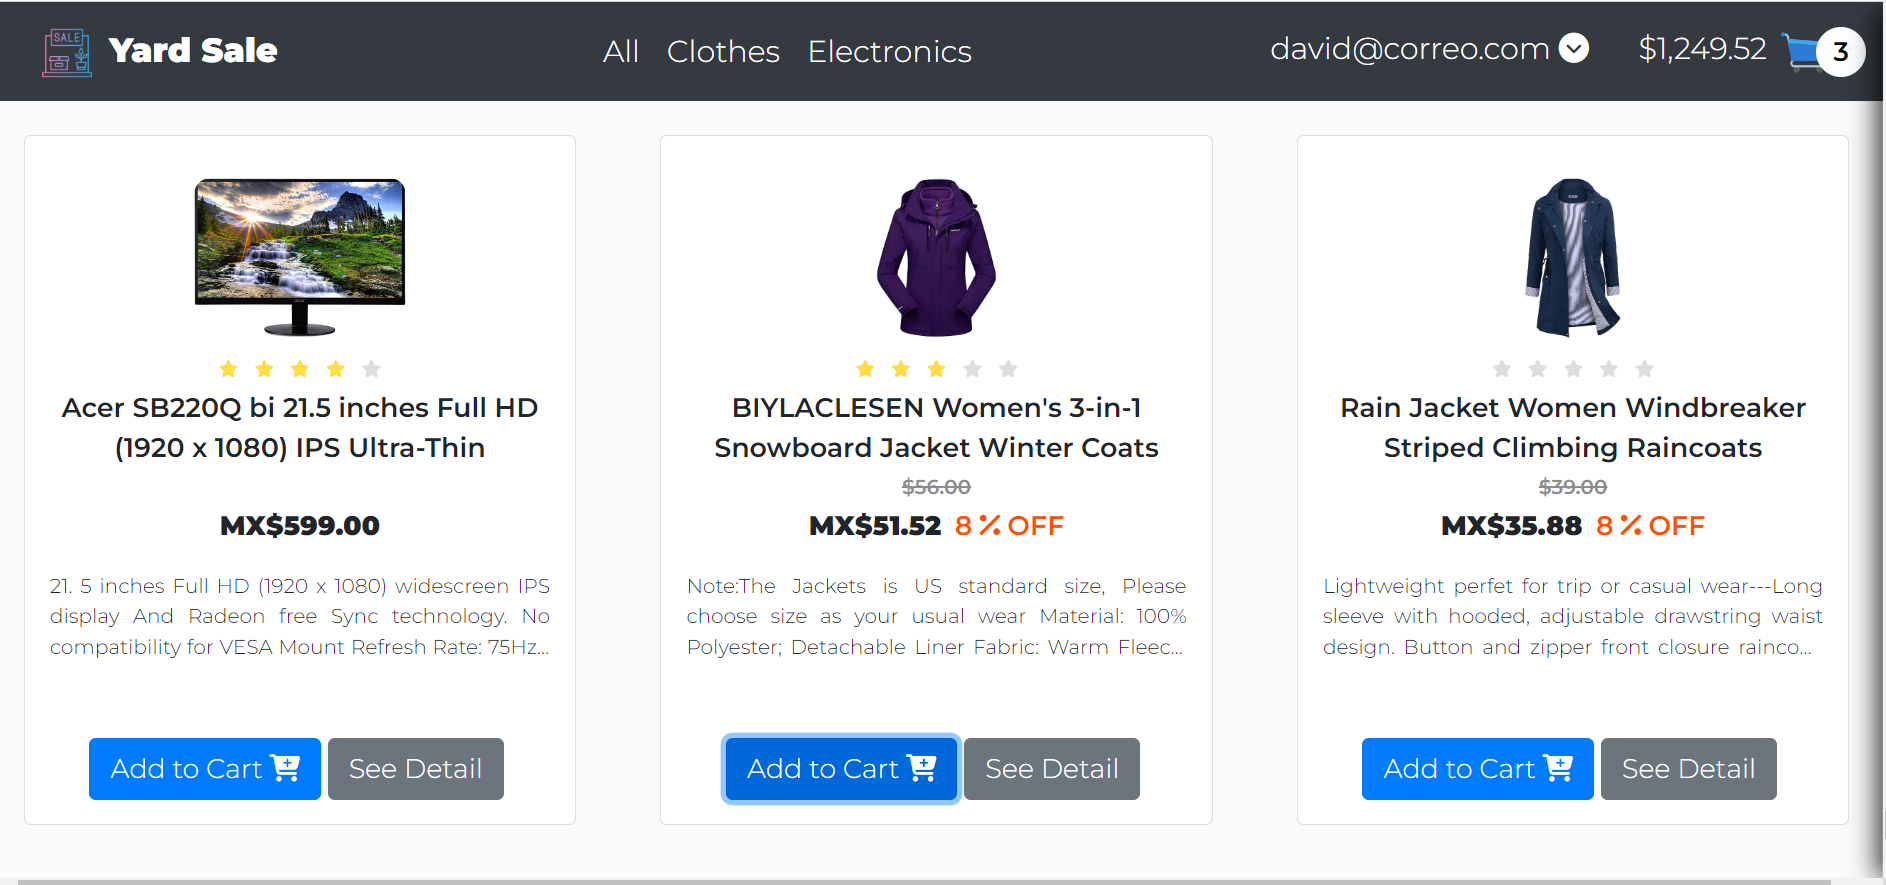 SALE
Yard Sale
All Clothes Electronics
david@correo.com
$1,249.52
3
Acer SB220Q bi 21.5 inches Full HD
(1920 x 1080) IPS Ultra-Thin
MX$599.00
21. 5 inches Full HD (1920 x 1080) widescreen IPS
display And Radeon free Sync technology. No
compatibility for VESA Mount Refresh Rate: 75Hz...
Add to Cart
See Detail
BIYLACLESEN Women's 3-in-1
Snowboard Jacket Winter Coats
$56.00
MX$51.52 8 % OFF
Note:The Jackets is US standard size, Please
choose size as your usual wear Material: 100%
Polyester; Detachable Liner Fabric: Warm Fleec...
Add to Cart
See Detail
Rain Jacket Women Windbreaker
Striped Climbing Raincoats
$39.00
MX$35.88 8 % OFF
Lightweight perfet for trip or casual wear---Long
sleeve with hooded, adjustable drawstring waist
design. Button and zipper front closure rainco...
Add to Cart
See Detail